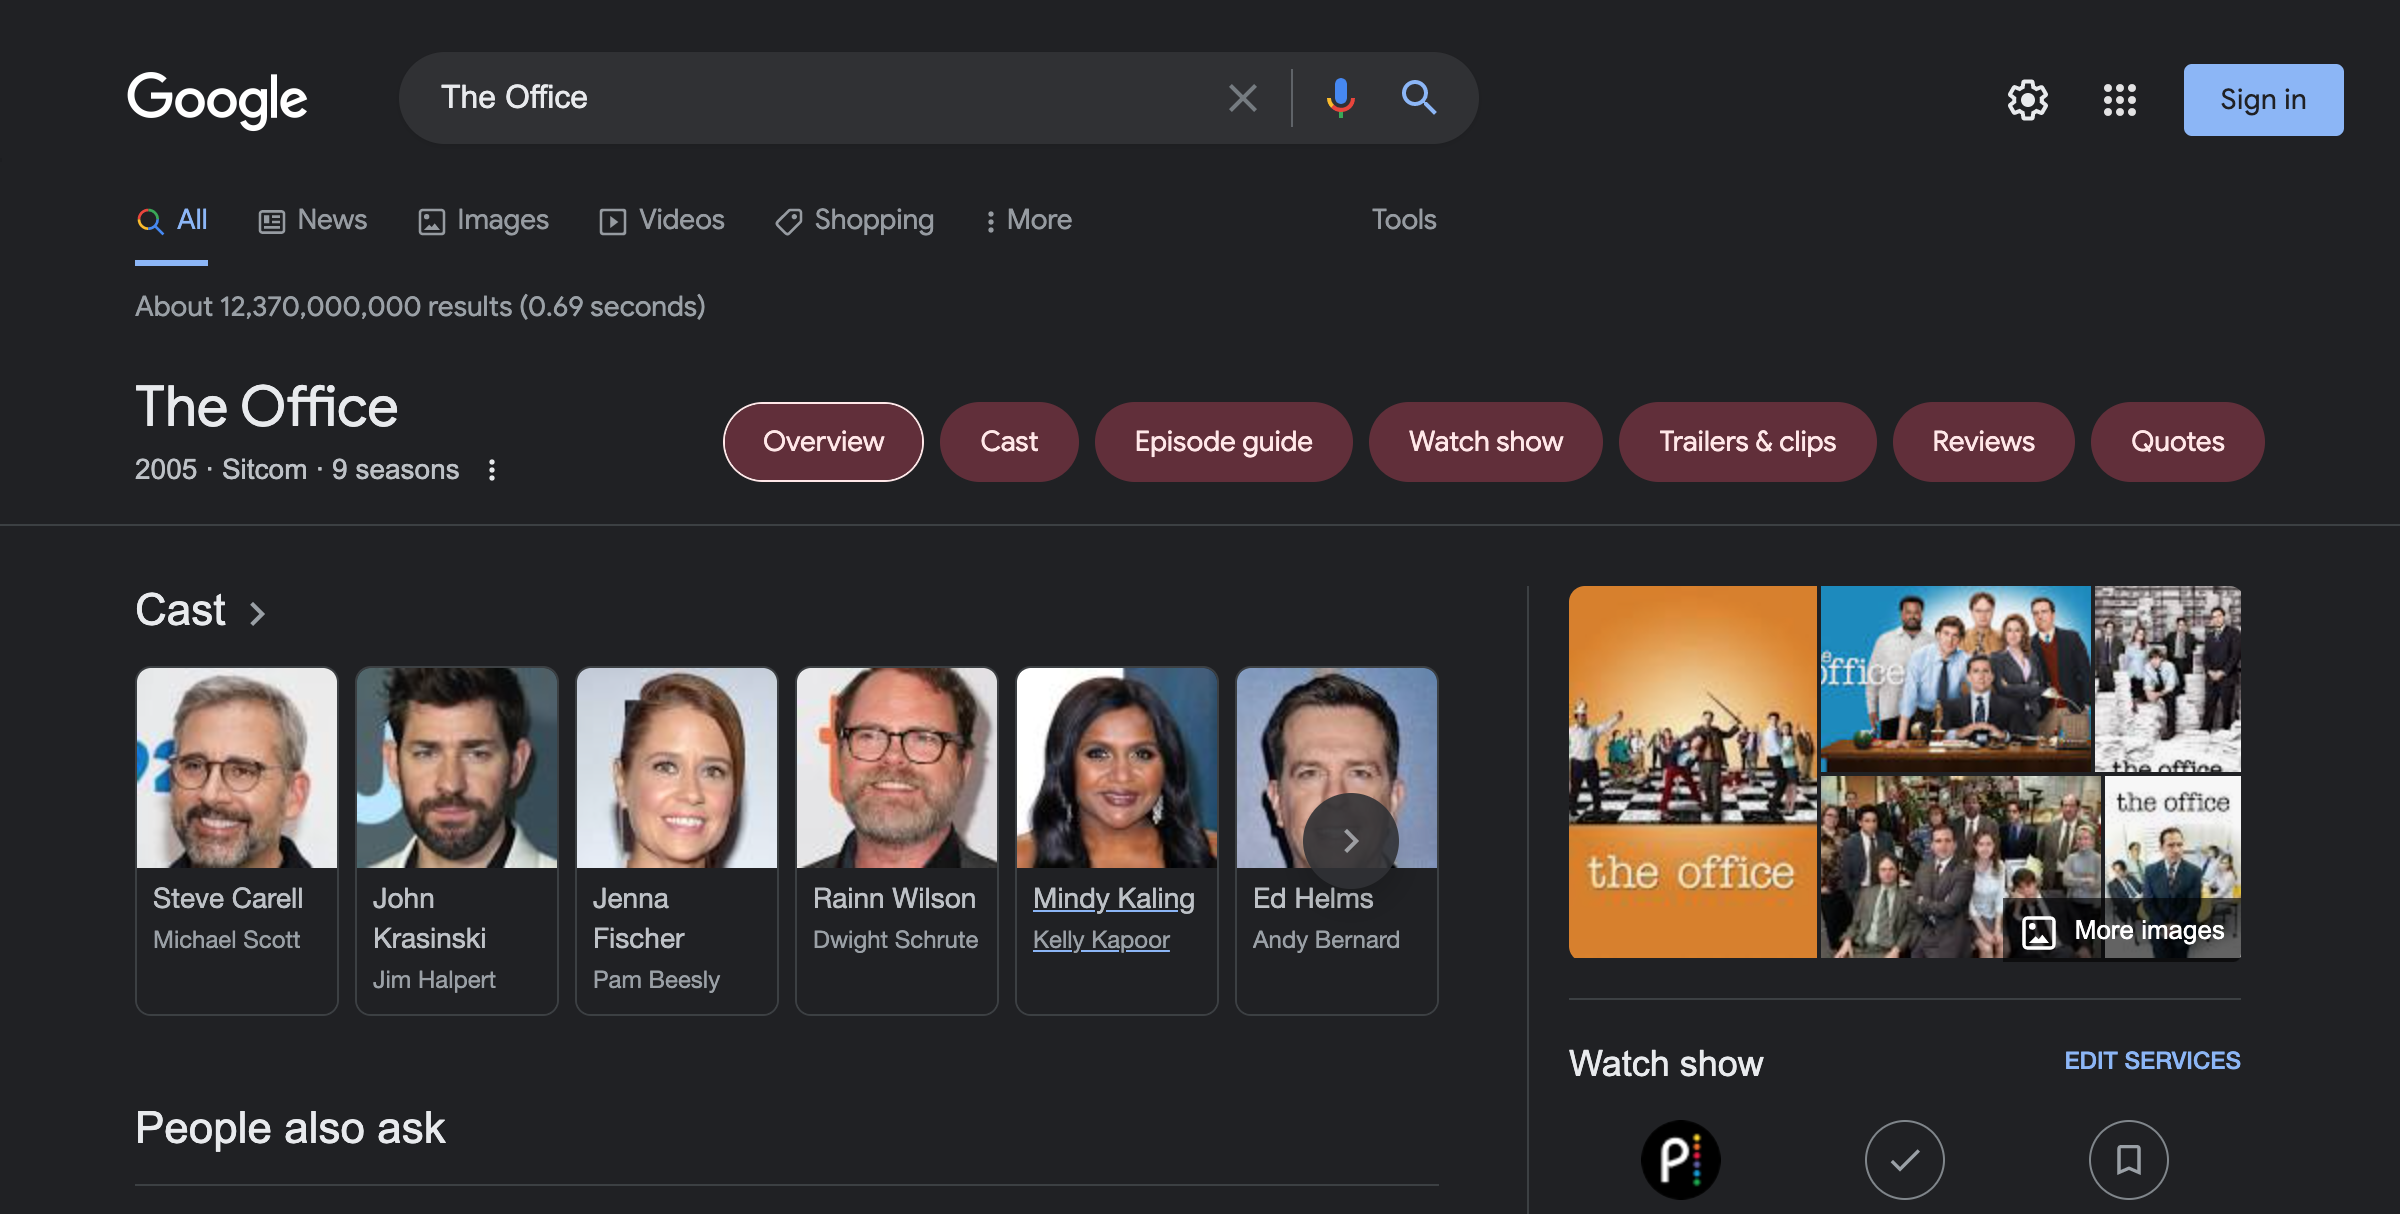 Google
The Office
Sign in
All
News
Images
Videos
Shopping
More
Tools
About 12,370,000,000 results (0.69 seconds)
The Office
2005 · Sitcom · 9 seasons
Overview
Cast
Episode guide
Watch show
Trailers & clips
Reviews
Quotes
Cast
Steve Carell
Michael Scott
John
Krasinski
Jim Halpert
Jenna
Fischer
Pam Beesly
Rainn Wilson
Dwight Schrute
Mindy Kaling
Kelly Kapoor
Ed Helms
Andy Bernard
the office
office
the office
the office
More images
People also ask
Watch show
EDIT SERVICES